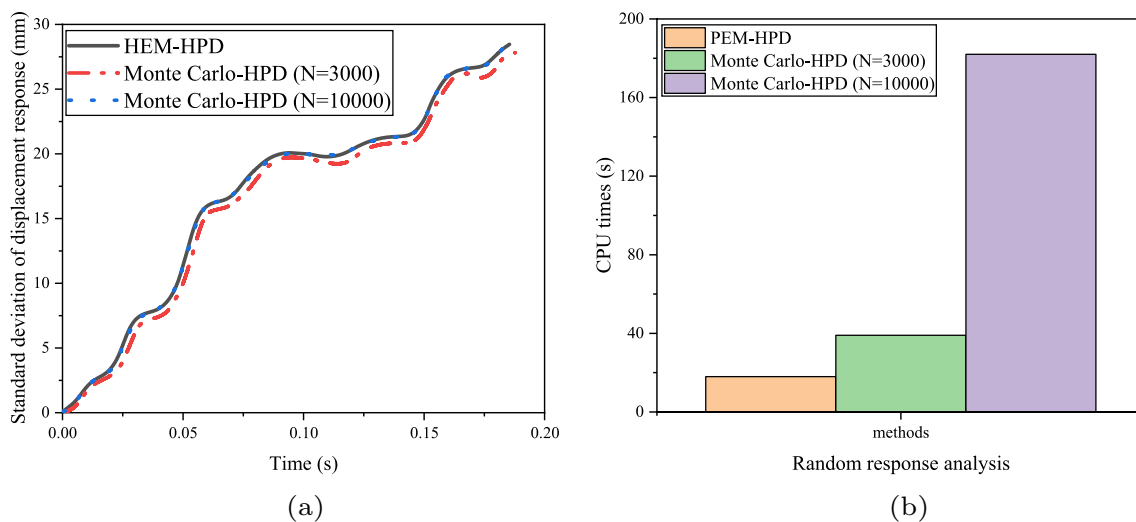 30
25
20
15
10
5
0
Standard deviation of displacement response (mm)
HEM-HPD
Monte Carlo-HPD (N=3000)
Monte Carlo-HPD (N=10000)
0.00
0.05
0.10
0.15
0.20
Time (s)
(a)
200
160
120
80
40
0
CPU times (s)
PEM-HPD
Monte Carlo-HPD (N=3000)
Monte Carlo-HPD (N=10000)
methods
Random response analysis
(b)